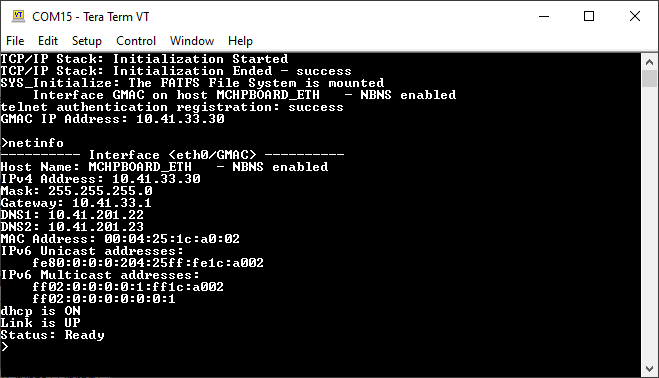 COM15 - Tera Term VT
File Edit Setup Control Window Help
TCP/IP Stack: Initialization Started
TCP/IP Stack: Initialization Ended - success
SYS_Initialize: The FATFS File System is mounted
    Interface GMAC on host MCHPBOARD_ETH   - NBNS enabled
telnet authentication registration: success
GMAC IP Address: 10.41.33.30
>netinfo
---------- Interface <eth0/GMAC> ----------
Host Name: MCHPBOARD_ETH   - NBNS enabled
IPv4 Address: 10.41.33.30
Mask: 255.255.255.0
Gateway: 10.41.33.1
DNS1: 10.41.201.22
DNS2: 10.41.201.23
MAC Address: 00:04:25:1c:a0:02
IPv6 Unicast addresses:
    fe80:0:0:0:204:25ff:fe1c:a002
IPv6 Multicast addresses:
    ff02:0:0:0:0:1:ff1c:a002
    ff02:0:0:0:0:0:0:1
dhcp is ON
Link is UP
Status: Ready
>